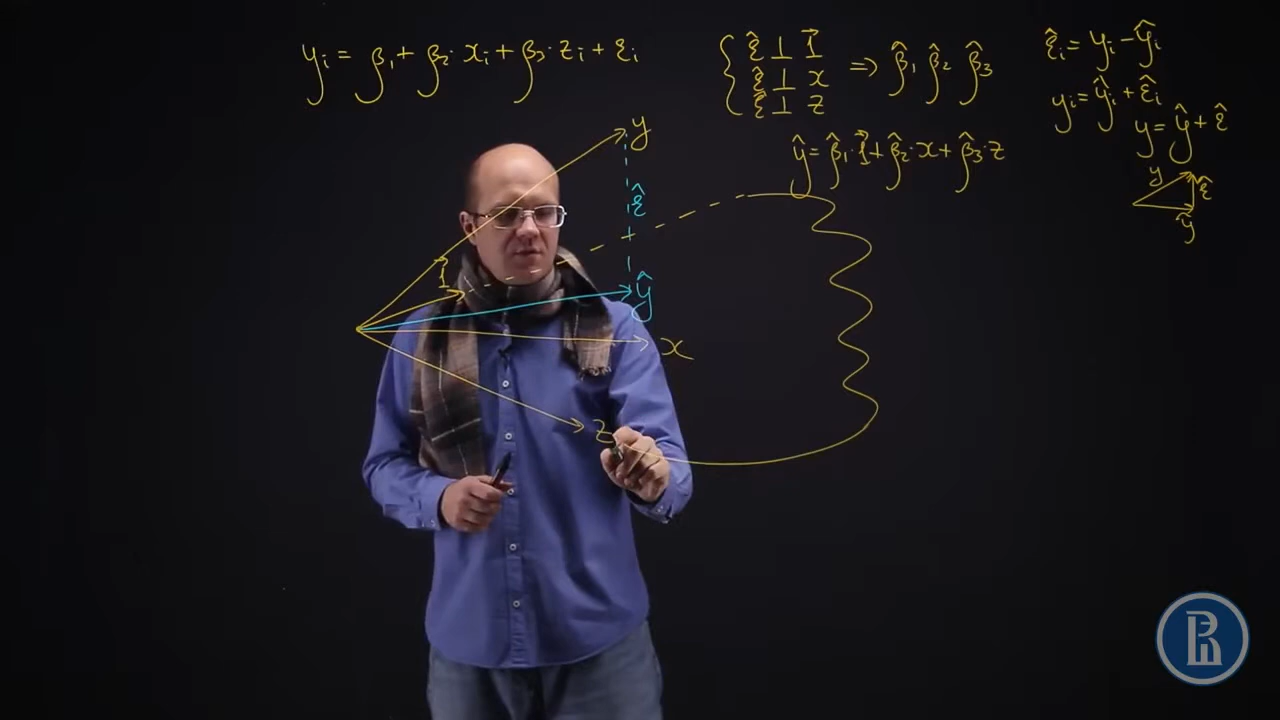 yᵢ = β₁ + β₂·xᵢ + β₃·zᵢ + εᵢ
ε̂ ⊥ 1⃗
ε̂ ⊥ x ⇒ β̂₁ β̂₂ β̂₃
ε̂ ⊥ z
ŷ = β̂₁·1⃗ + β̂₂·x + β̂₃·z
ε̂ᵢ = yᵢ − ŷᵢ
yᵢ = ŷᵢ + ε̂ᵢ
y = ŷ + ε̂
y
ε̂
ŷ
y
ε̂
1⃗
ŷ
x
z